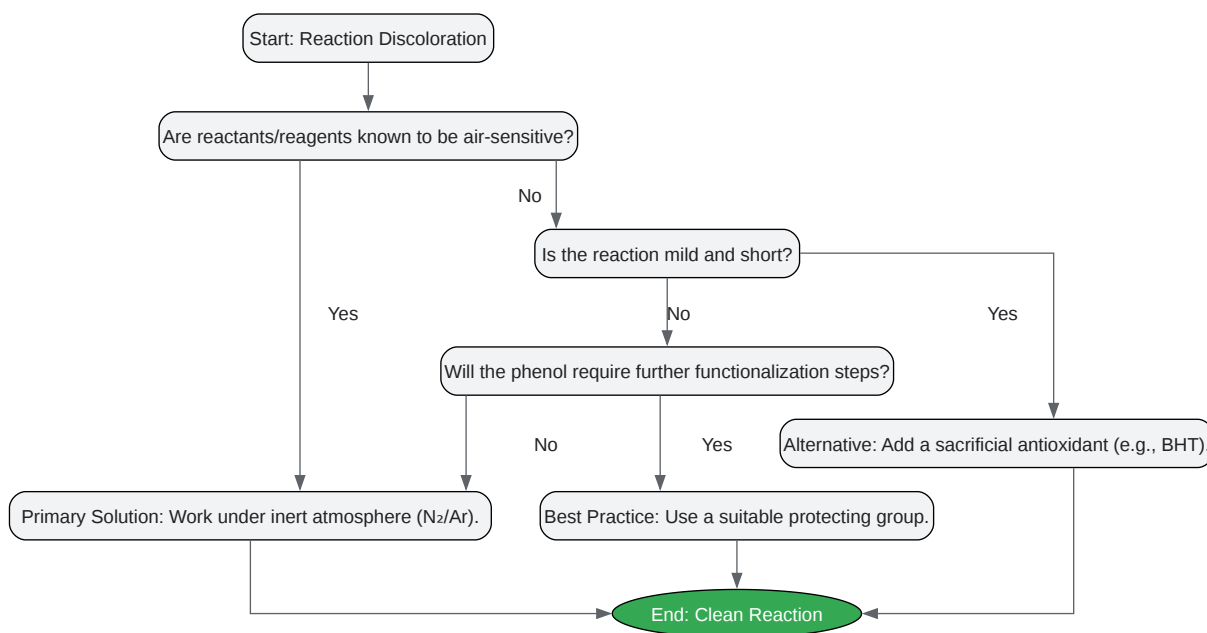 Start: Reaction Discoloration
Are reactants/reagents known to be air-sensitive?
No
Is the reaction mild and short?
Yes
No
Yes
Will the phenol require further functionalization steps?
No
Yes
Alternative: Add a sacrificial antioxidant (e.g., BHT).
Primary Solution: Work under inert atmosphere (N₂/Ar).
Best Practice: Use a suitable protecting group.
End: Clean Reaction